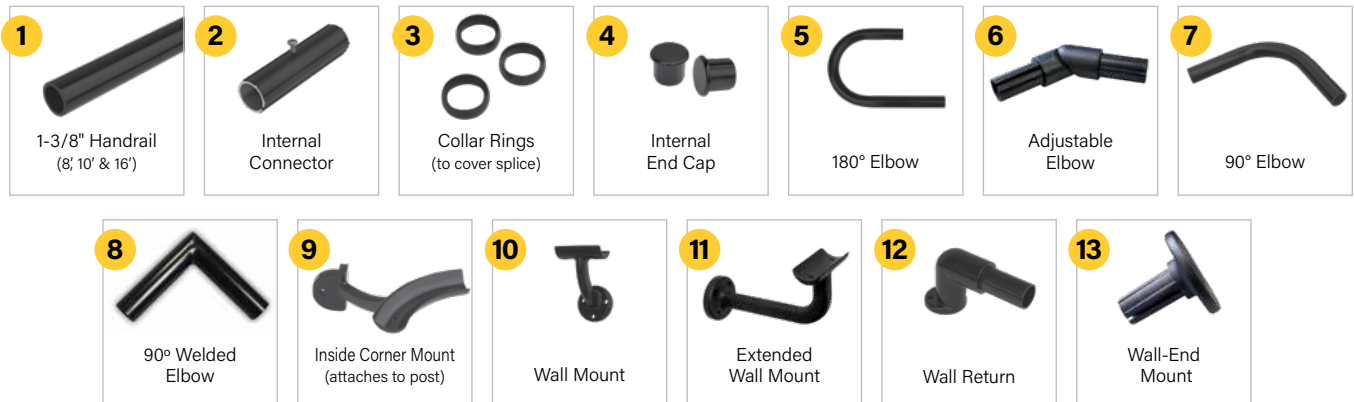 1
1-3/8" Handrail
(8', 10' & 16')
2
Internal
Connector
3
Collar Rings
(to cover splice)
4
Internal
End Cap
5
180° Elbow
6
Adjustable
Elbow
7
90° Elbow
8
90º Welded
Elbow
9
Inside Corner Mount
(attaches to post)
10
Wall Mount
11
Extended
Wall Mount
12
Wall Return
13
Wall-End
Mount